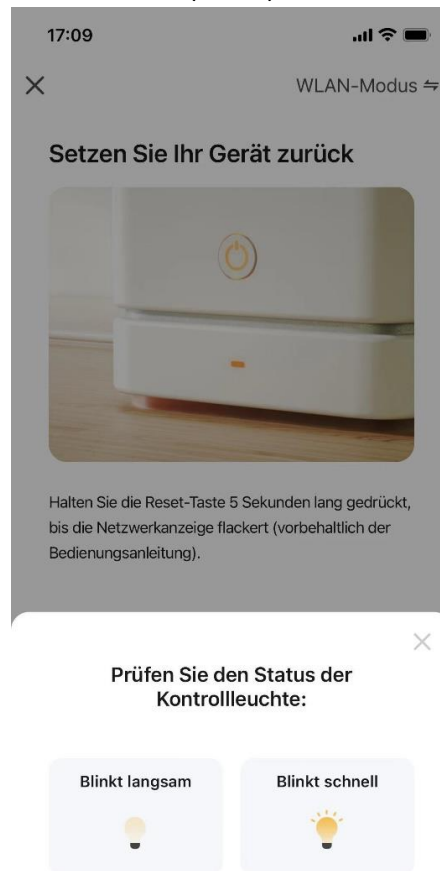 17:09
WLAN-Modus ⇋
Setzen Sie Ihr Gerät zurück
Halten Sie die Reset-Taste 5 Sekunden lang gedrückt,
bis die Netzwerkanzeige flackert (vorbehaltlich der
Bedienungsanleitung).
Prüfen Sie den Status der
Kontrollleuchte:
Blinkt langsam
Blinkt schnell